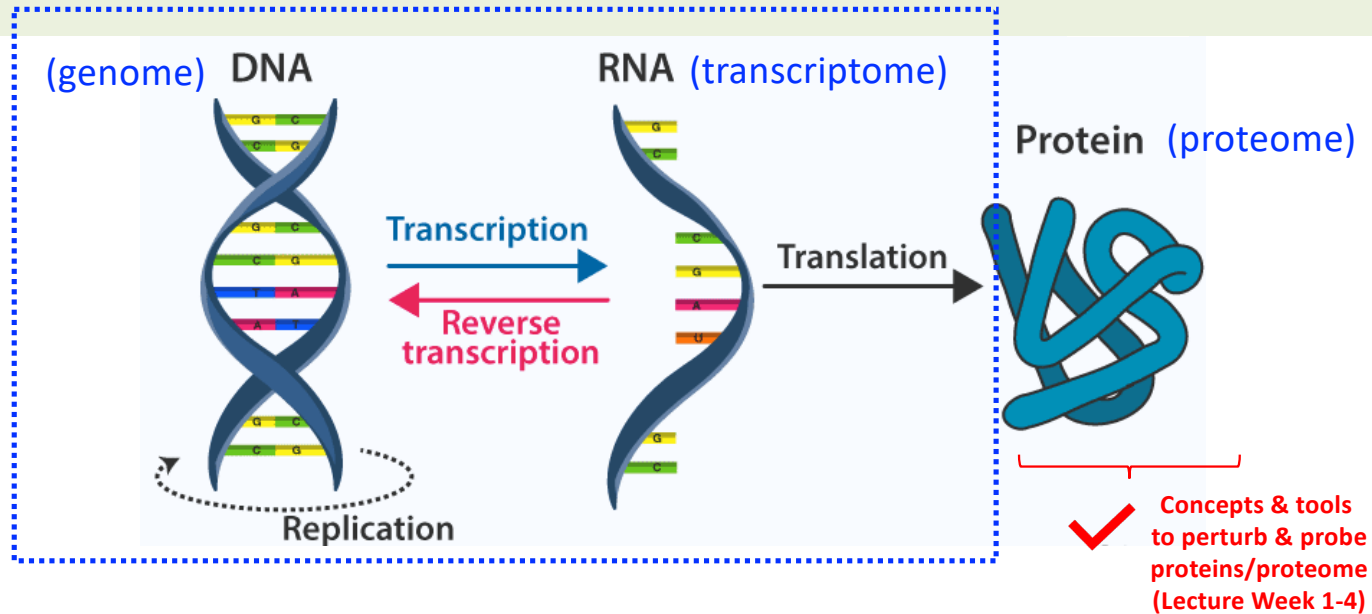 (genome) DNA
RNA (transcriptome)
Protein (proteome)
G C
C G
G C
C G
T A
A T
G C
C G
Transcription
Reverse
transcription
G
C
C
G
A
U
G
C
Translation
Replication
Concepts & tools
to perturb & probe
proteins/proteome
(Lecture Week 1-4)